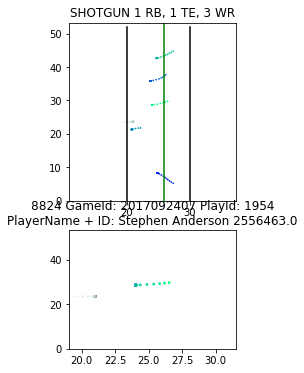 SHOTGUN 1 RB, 1 TE, 3 WR
50
40
30
20
10
0
20 30
8824 GameId: 2017092407 PlayId: 1954
PlayerName + ID: Stephen Anderson 2556463.0
40
20
0
20.0 22.5 25.0 27.5 30.0